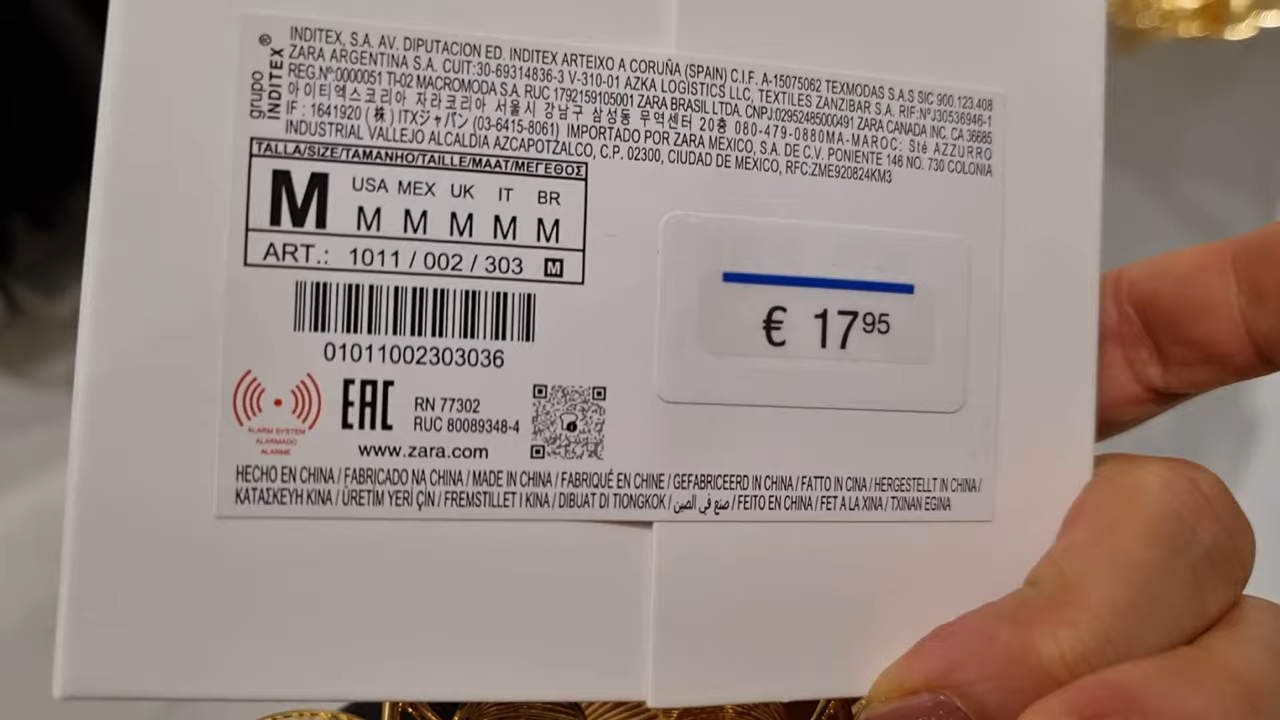 grupo
INDITEX®
INDITEX, S.A. AV. DIPUTACION ED. INDITEX ARTEIXO A CORUÑA (SPAIN) C.I.F. A-15075062 TEXMODAS S.A.S SIC 900.123.408
ZARA ARGENTINA S.A. CUIT:30-69314836-3 V-310-01 AZKA LOGISTICS LLC, TEXTILES ZANZIBAR S.A. RIF:NºJ30536946-1
REG.Nº:0000051 TI-02 MACROMODA S.A. RUC 1792159105001 ZARA BRASIL LTDA. CNPJ:02952485000491 ZARA CANADA INC. CA 36685
아이티엑스코리아 자라코리아 서울시 강남구 삼성동 무역센터 20층 080-479-0880MA-MAROC: Sté AZZURRO
IF : 1641920 (株) ITXジャパン (03-6415-8061) IMPORTADO POR ZARA MEXICO, S.A. DE C.V. PONIENTE 146 NO. 730 COLONIA
INDUSTRIAL VALLEJO ALCALDIA AZCAPOTZALCO, C.P. 02300, CIUDAD DE MEXICO, RFC:ZME920824KM3
TALLA/SIZE/TAMANHO/TAILLE/MAAT/ΜΕΓΕΘΟΣ
M USA MEX UK IT BR
M M M M M
ART.: 1011 / 002 / 303 M
€ 17 95
01011002303036
ALARM SYSTEM
ALARMADO
ALARME
EAC
RN 77302
RUC 80089348-4
www.zara.com
HECHO EN CHINA / FABRICADO NA CHINA / MADE IN CHINA / FABRIQUÉ EN CHINE / GEFABRICEERD IN CHINA / FATTO IN CINA / HERGESTELLT IN CHINA /
ΚΑΤΑΣΚΕΥΗ ΚΙΝΑ / ÜRETİM YERİ ÇİN / FREMSTILLET I KINA / DIBUAT DI TIONGKOK / صنع في الصين / FEITO EN CHINA / FET A LA XINA / TXINAN EGINA